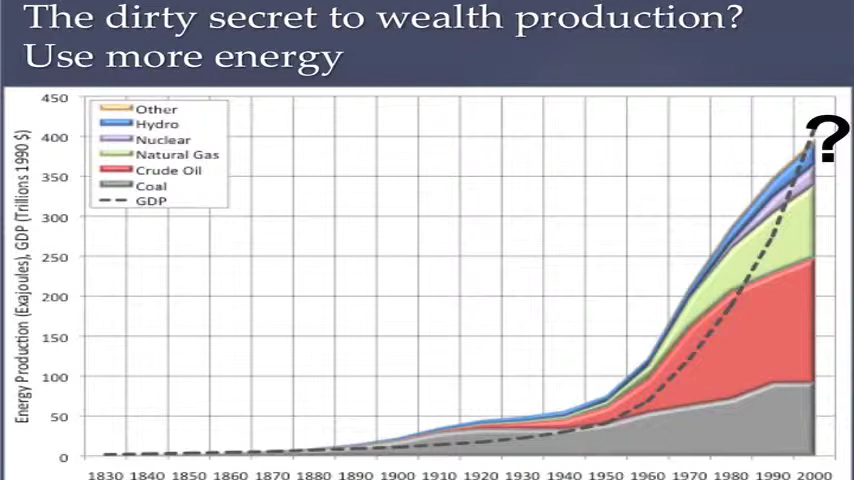 The dirty secret to wealth production?
Use more energy
450
400
350
300
250
200
150
100
50
0
Energy Production (Exajoules), GDP (Trillions 1990 $)
Other
Hydro
Nuclear
Natural Gas
Crude Oil
Coal
GDP
?
1830 1840 1850 1860 1870 1880 1890 1900 1910 1920 1930 1940 1950 1960 1970 1980 1990 2000